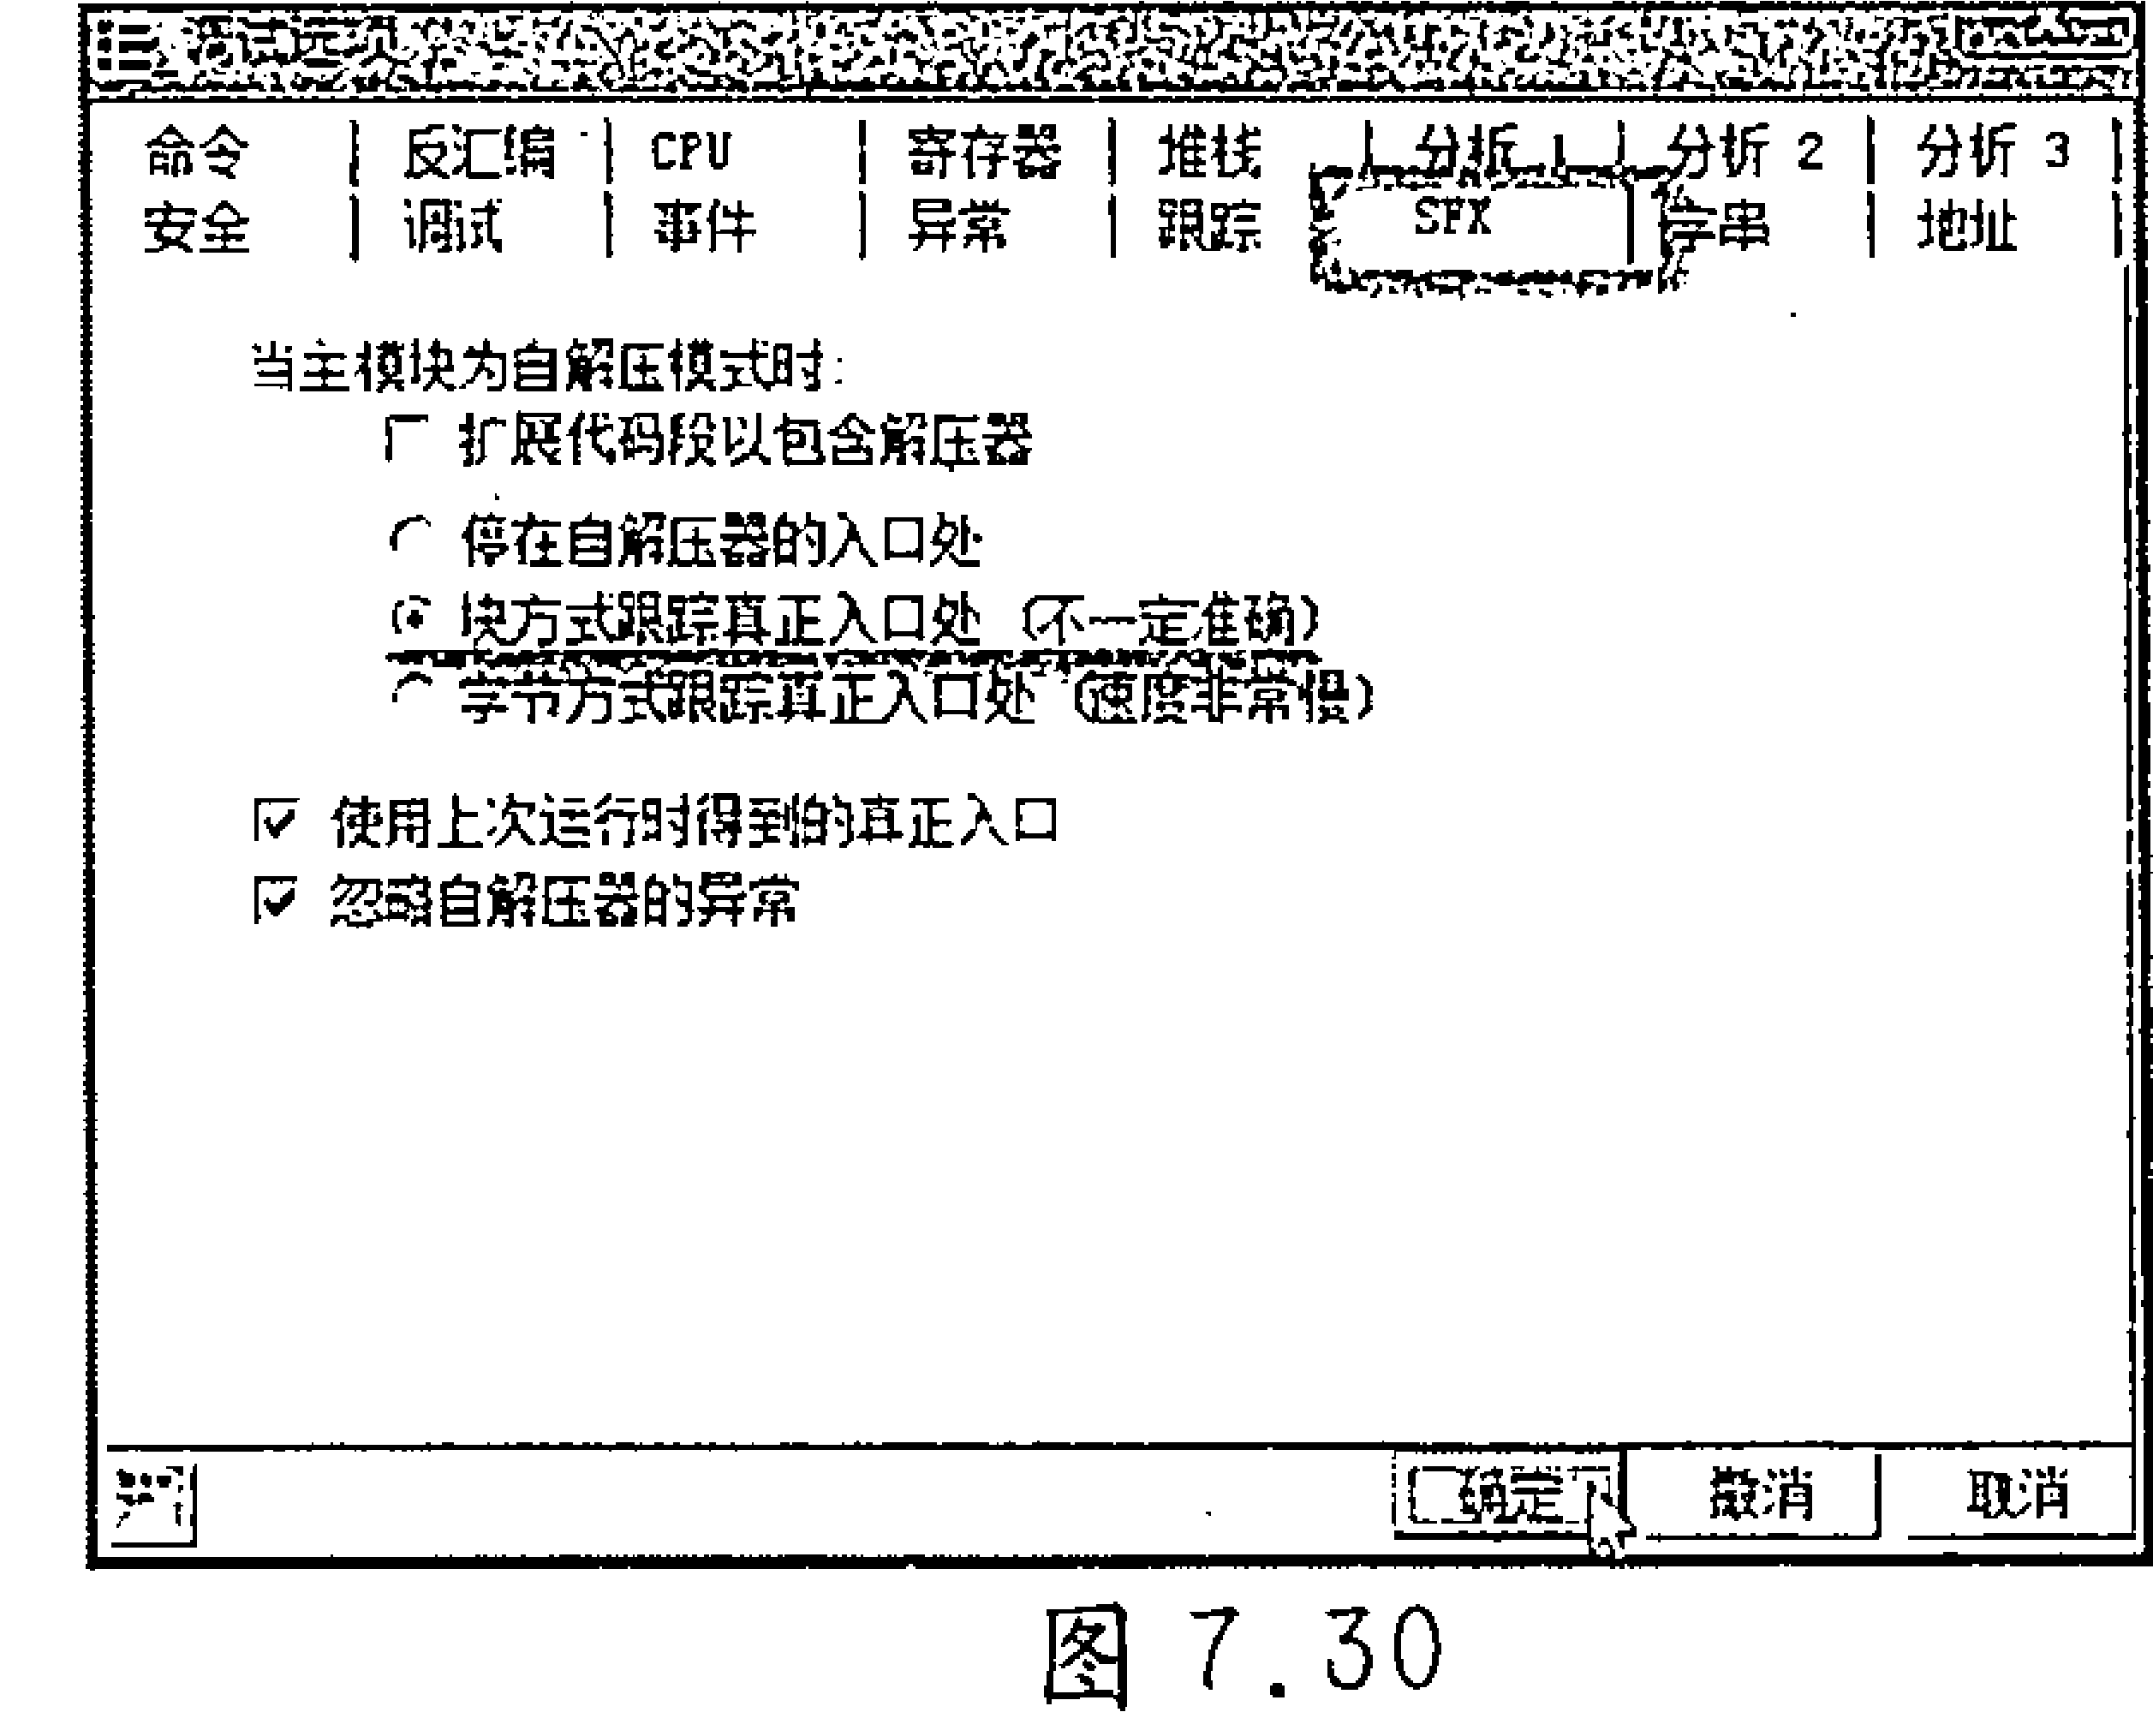 调试选项
命令 反汇编 CPU 寄存器 堆栈 分析 1 分析 2 分析 3
安全 调试 事件 异常 跟踪 SFX 字串 地址
当主模块为自解压模式时:
扩展代码段以包含解压器
停在自解压器的入口处
块方式跟踪真正入口处 (不一定准确)
字节方式跟踪真正入口处 (速度非常慢)
使用上次运行时得到的真正入口
忽略自解压器的异常
确定 撤消 取消
图 7.30